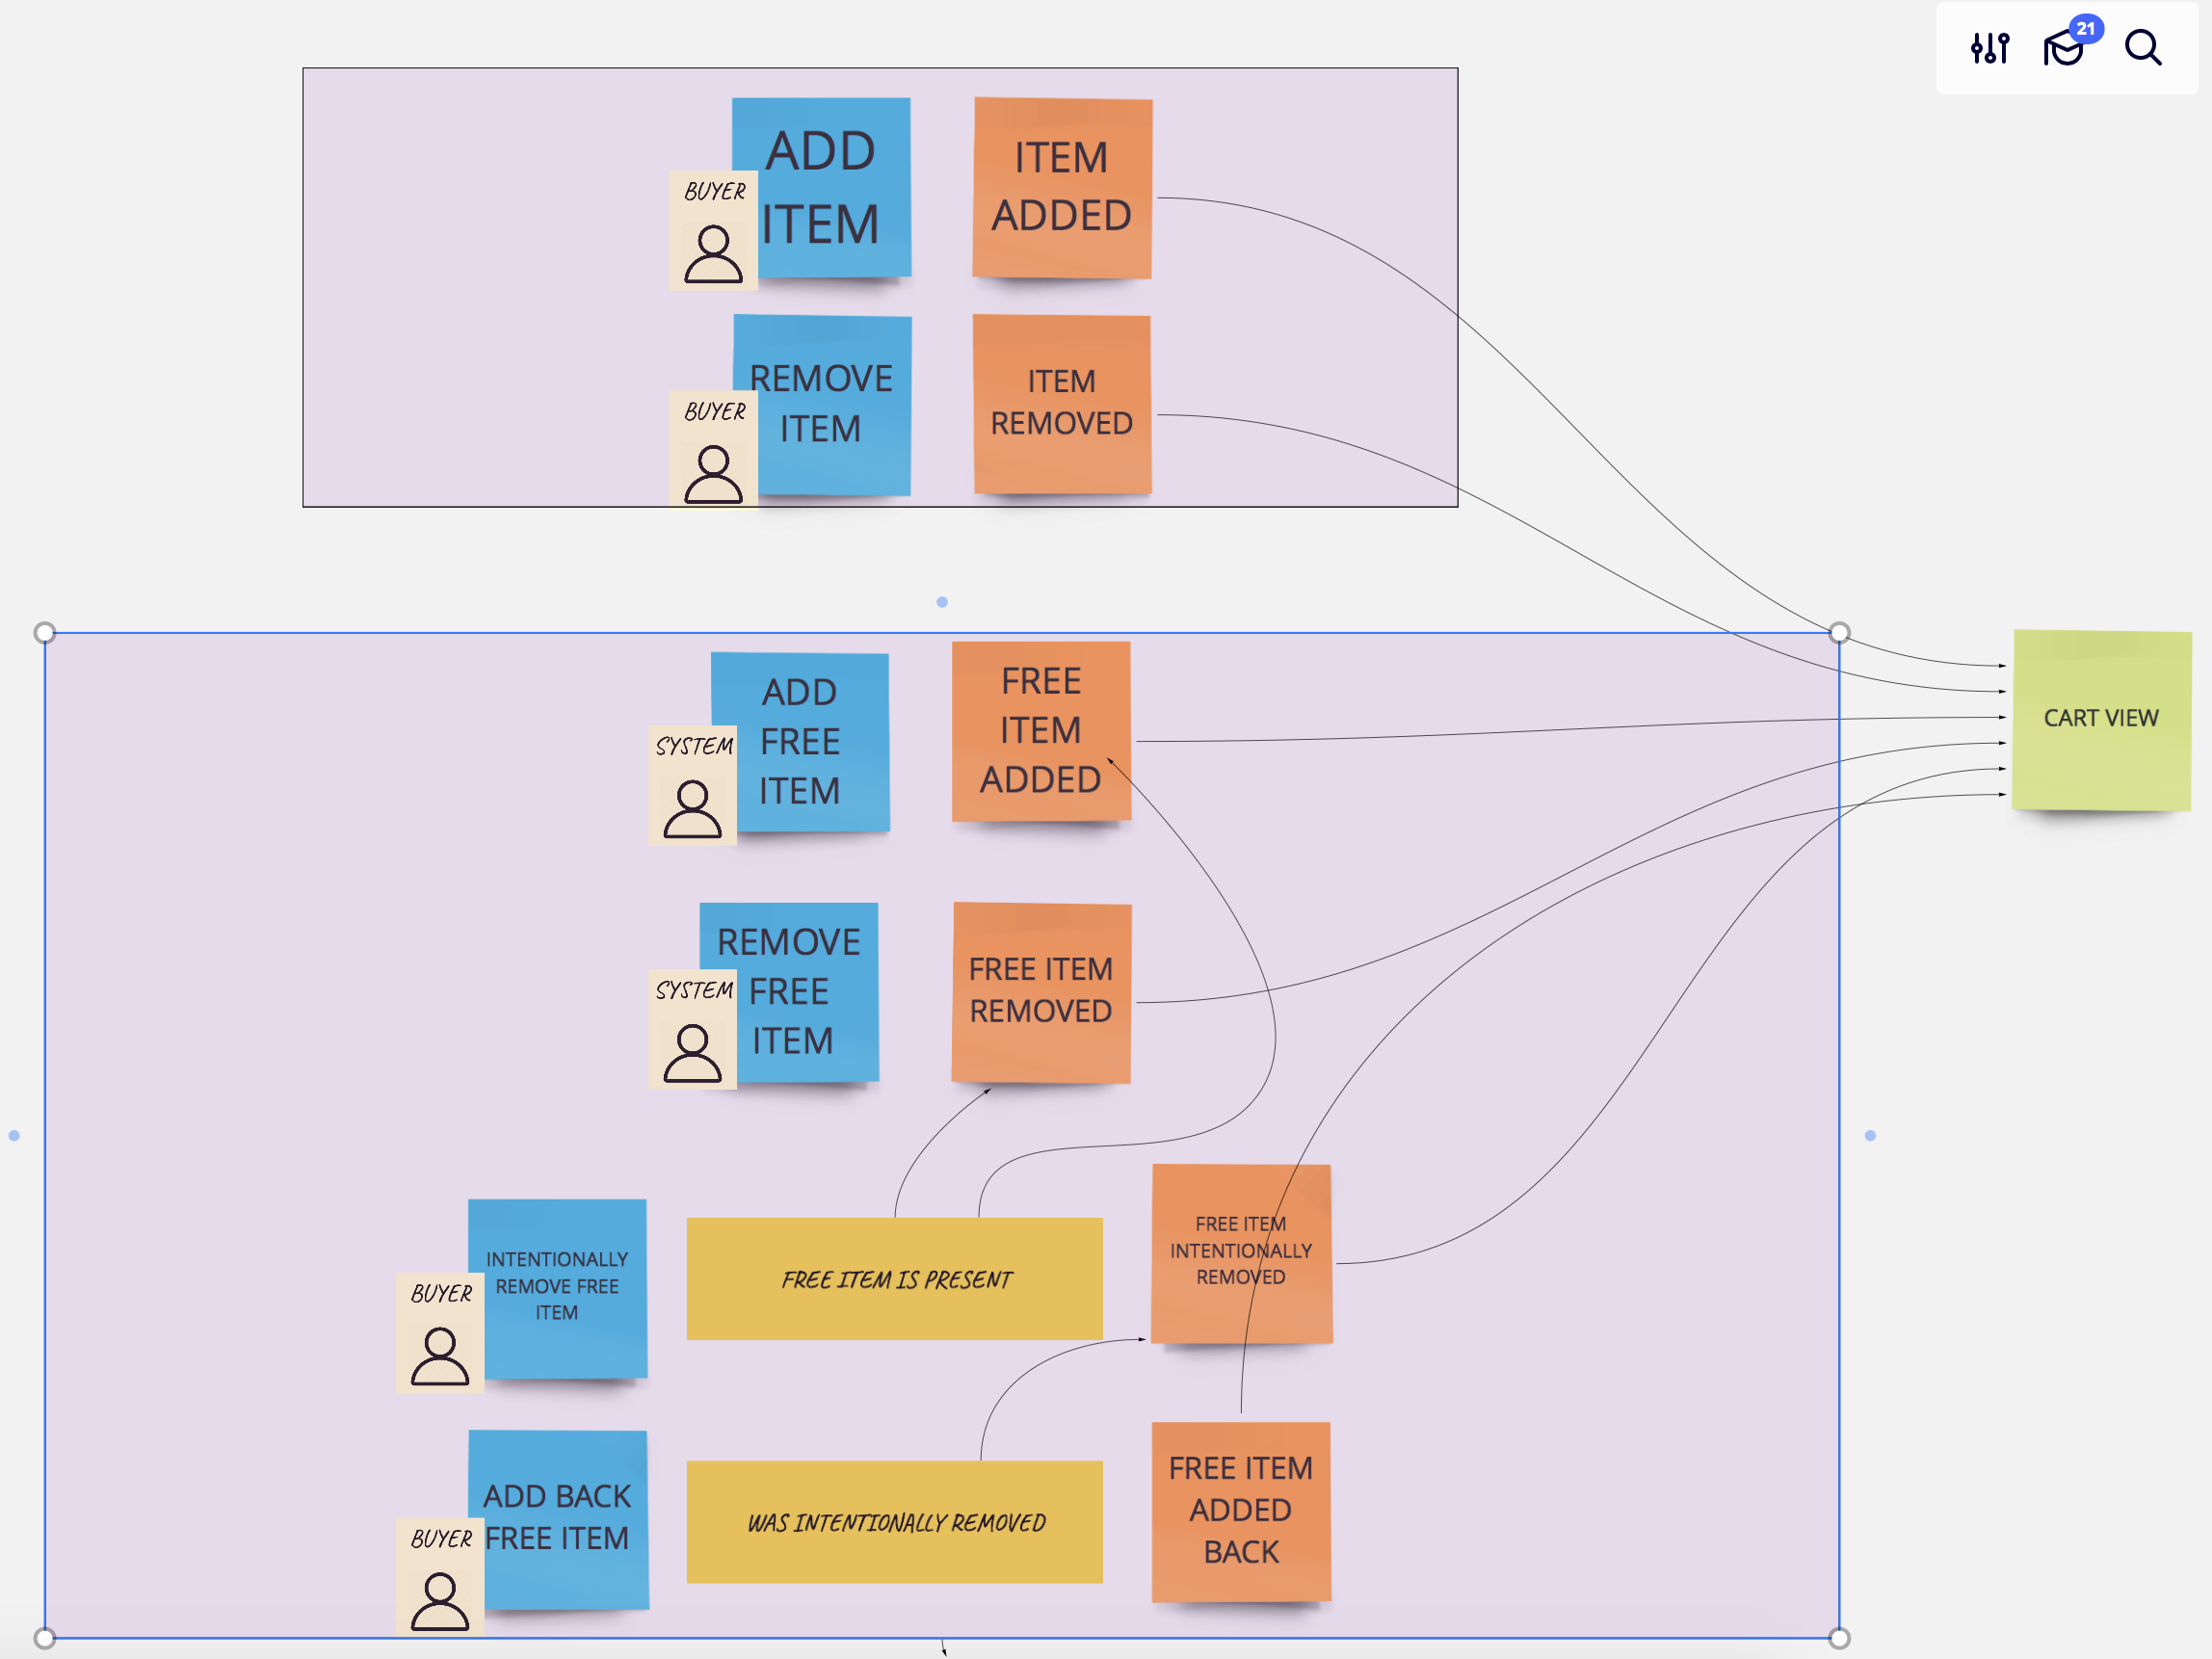 21
ADD
ITEM
BUYER
ITEM
ADDED
REMOVE
ITEM
BUYER
ITEM
REMOVED
ADD
FREE
ITEM
SYSTEM
FREE
ITEM
ADDED
CART VIEW
REMOVE
FREE
ITEM
SYSTEM
FREE ITEM
REMOVED
INTENTIONALLY
REMOVE FREE
ITEM
BUYER
FREE ITEM IS PRESENT
FREE ITEM
INTENTIONALLY
REMOVED
ADD BACK
FREE ITEM
BUYER
WAS INTENTIONALLY REMOVED
FREE ITEM
ADDED
BACK